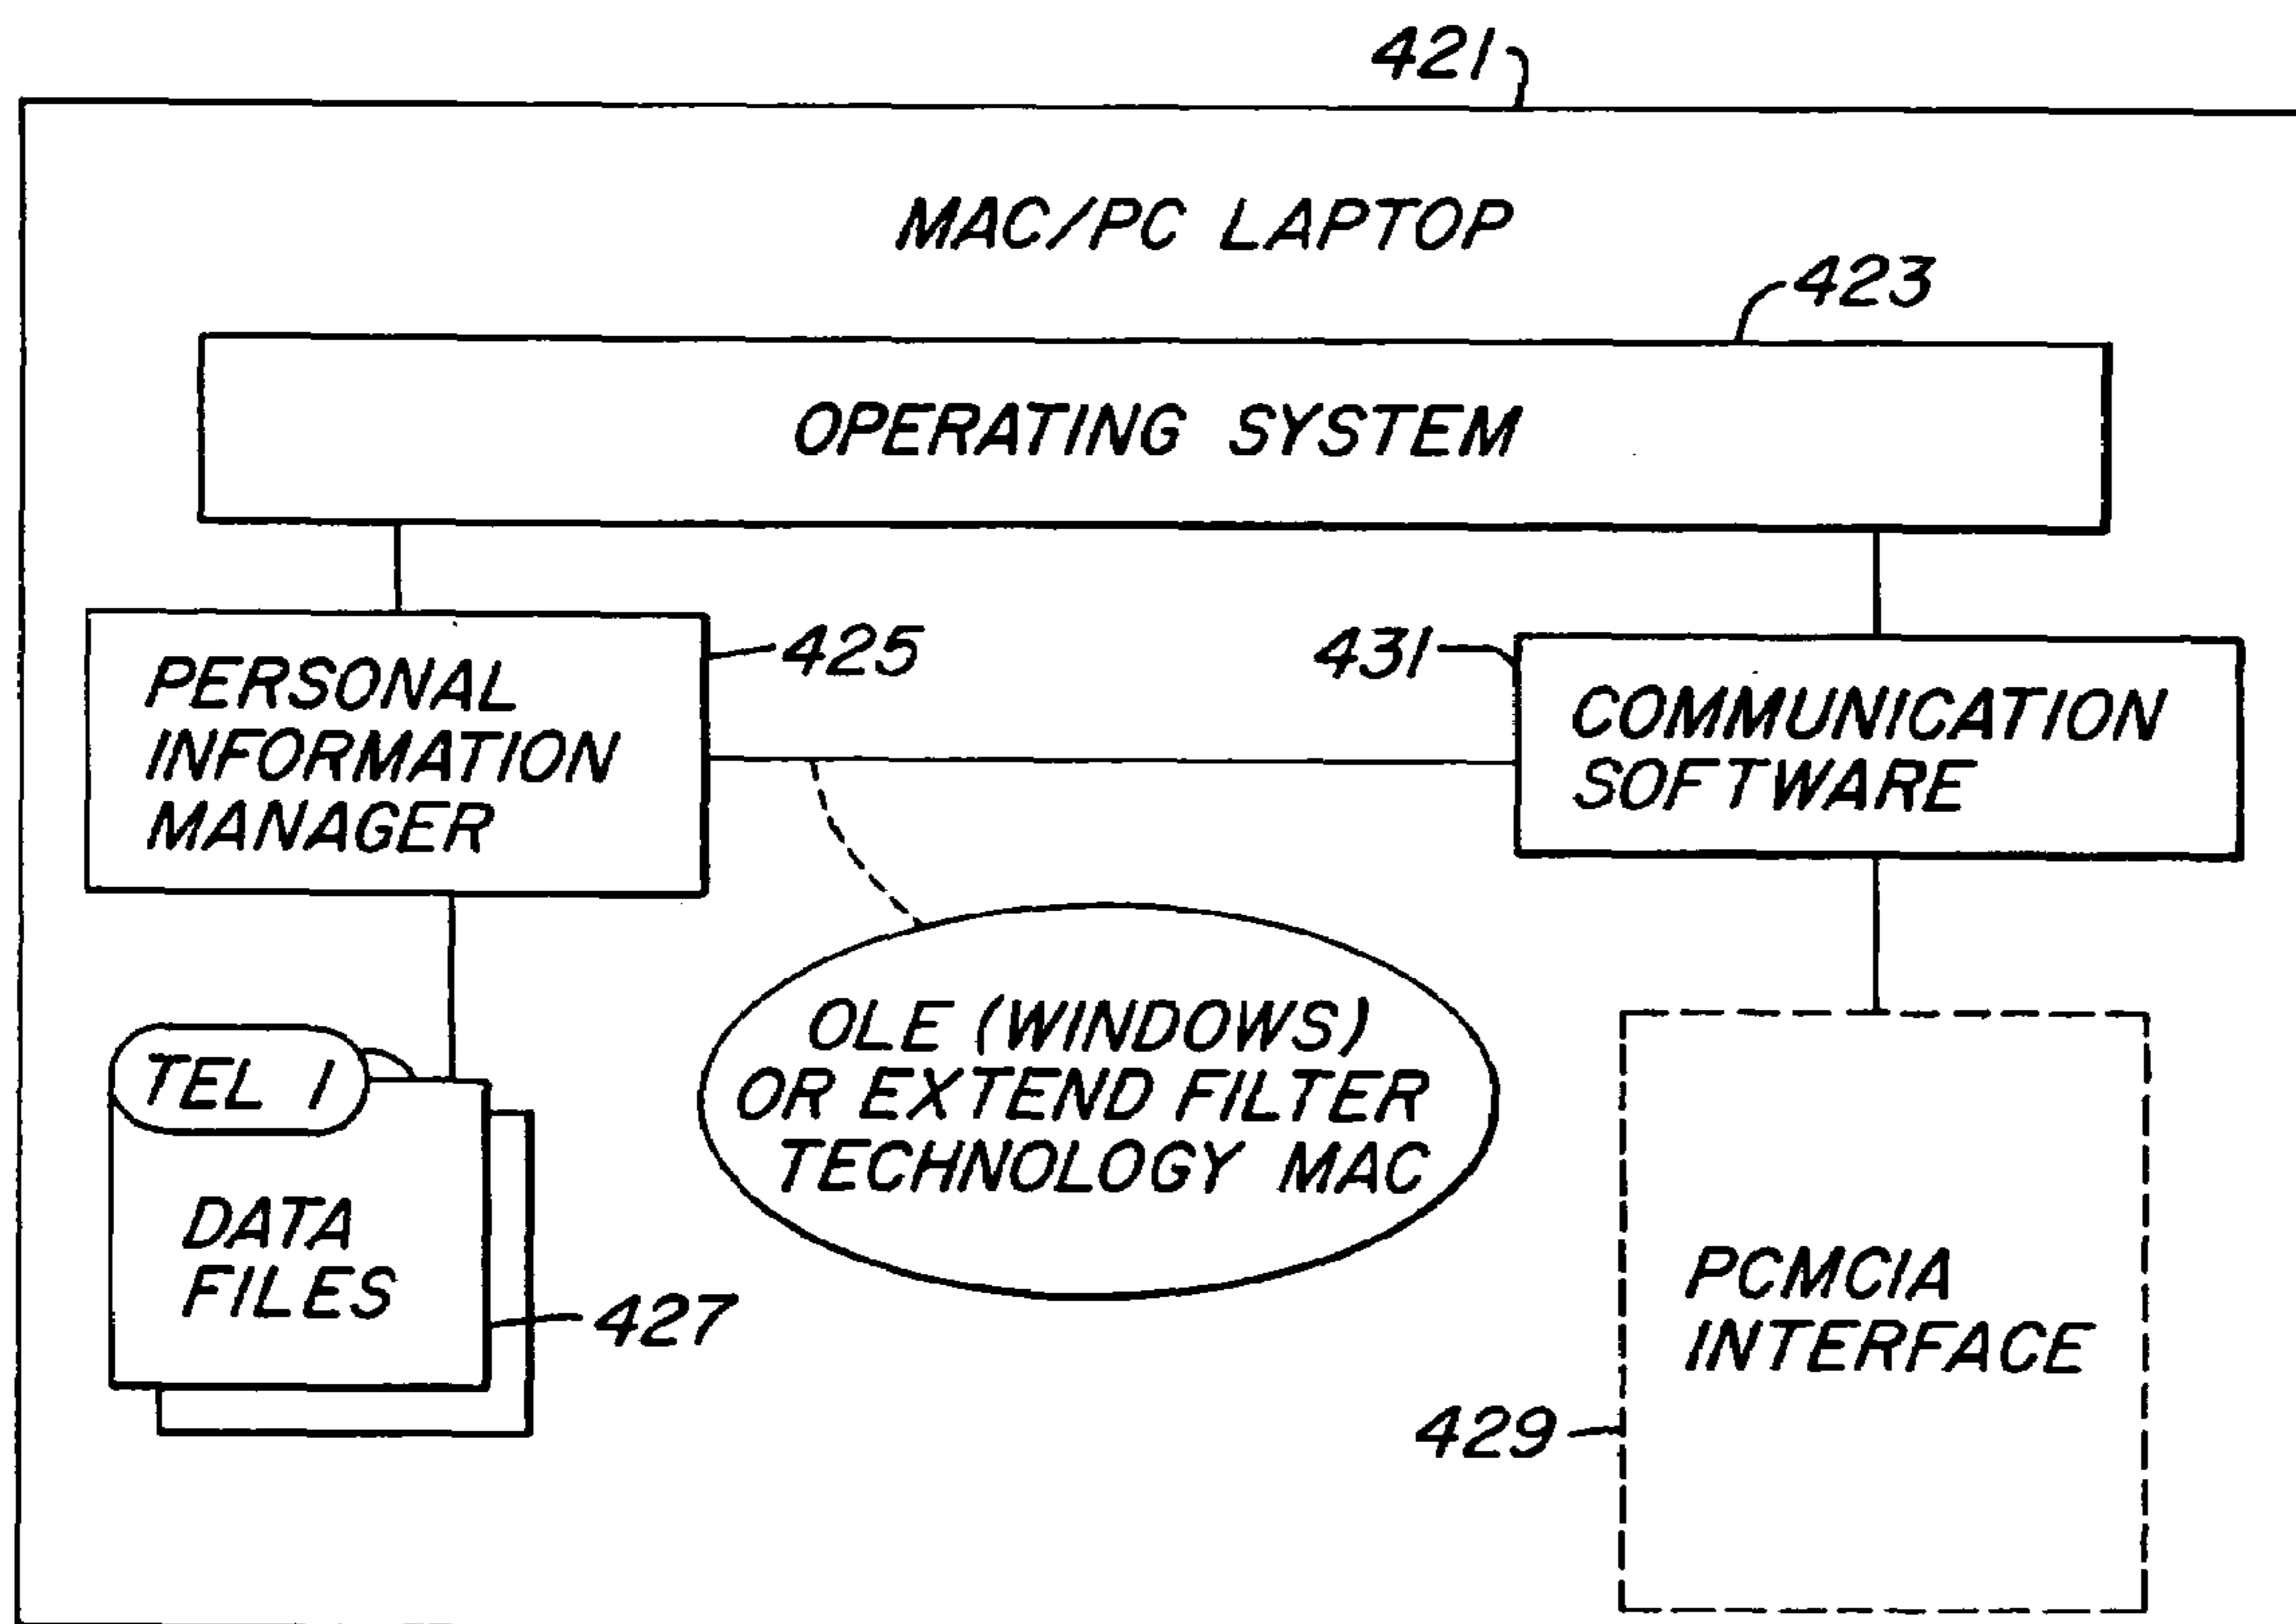 421
MAC/PC LAPTOP
423
OPERATING SYSTEM
425
431
PERSONAL
INFORMATION
MANAGER
COMMUNICATION
SOFTWARE
OLE (WINDOWS)
OR EXTEND FILTER
TECHNOLOGY MAC
TEL 1
DATA
FILES
427
PCMCIA
INTERFACE
429